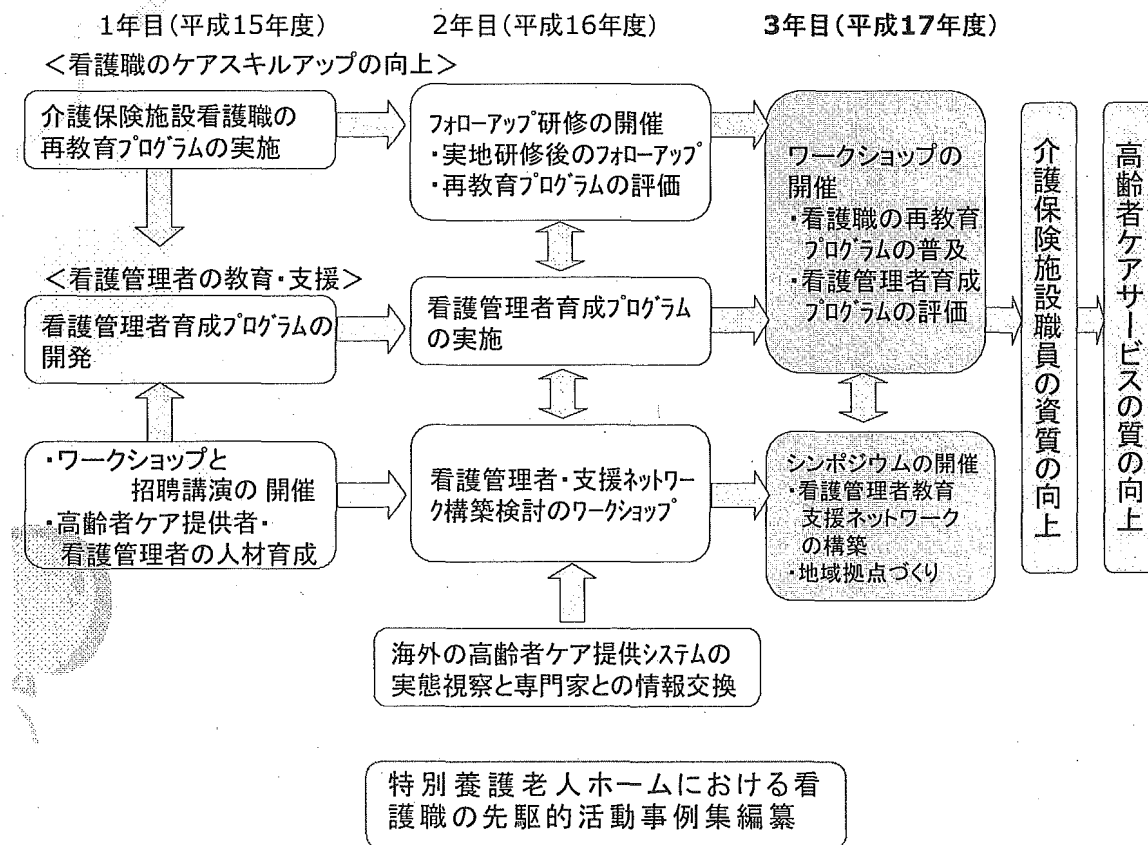 1年目(平成15年度)
2年目(平成16年度)
3年目(平成17年度)
＜看護職のケアスキルアップの向上＞
介護保険施設看護職の
再教育プログラムの実施
フォローアップ研修の開催
・実地研修後のフォローアップ
・再教育プログラムの評価
ワークショップの
開催
・看護職の再教育
プログラムの普及
・看護管理者育成
プログラムの評価
＜看護管理者の教育・支援＞
看護管理者育成プログラムの
開発
看護管理者育成プログラム
の実施
・ワークショップと
招聘講演の 開催
・高齢者ケア提供者・
看護管理者の人材育成
看護管理者・支援ネットワー
ク構築検討のワークショップ
シンポジウムの開催
・看護管理者教育
支援ネットワーク
の構築
・地域拠点づくり
介護保険施設職員の資質の向上
高齢者ケアサービスの質の向上
海外の高齢者ケア提供システムの
実態視察と専門家との情報交換
特別養護老人ホームにおける看
護職の先駆的活動事例集編纂